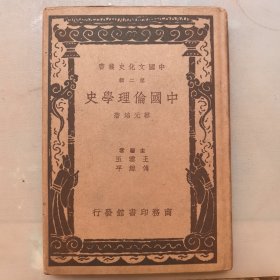 中國文化史叢書
第二輯
中國倫理學史
蔡元培著
主編者
王雲五
傅緯平
商務印書館發行